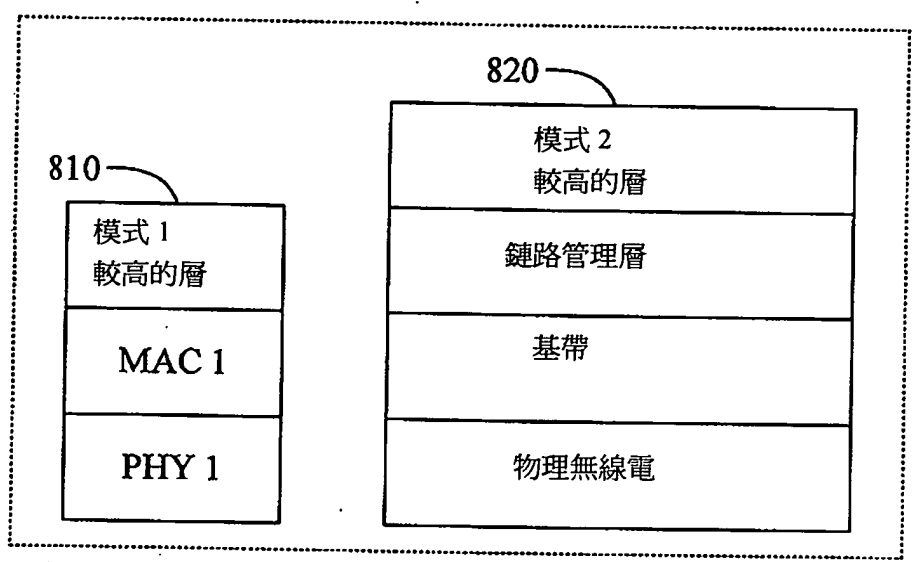 820
模式 2
較高的層
鏈路管理層
基帶
物理無線電
810
模式 1
較高的層
MAC 1
PHY 1